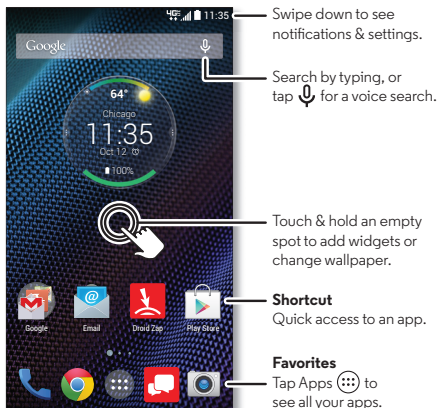 4G 11:35
Swipe down to see
notifications & settings.
Google
Search by typing, or
tap for a voice search.
64°
Chicago
11:35
Oct 12
100%
Touch & hold an empty
spot to add widgets or
change wallpaper.
Google Email Droid Zap Play Store
Shortcut
Quick access to an app.
Favorites
Tap Apps to
see all your apps.